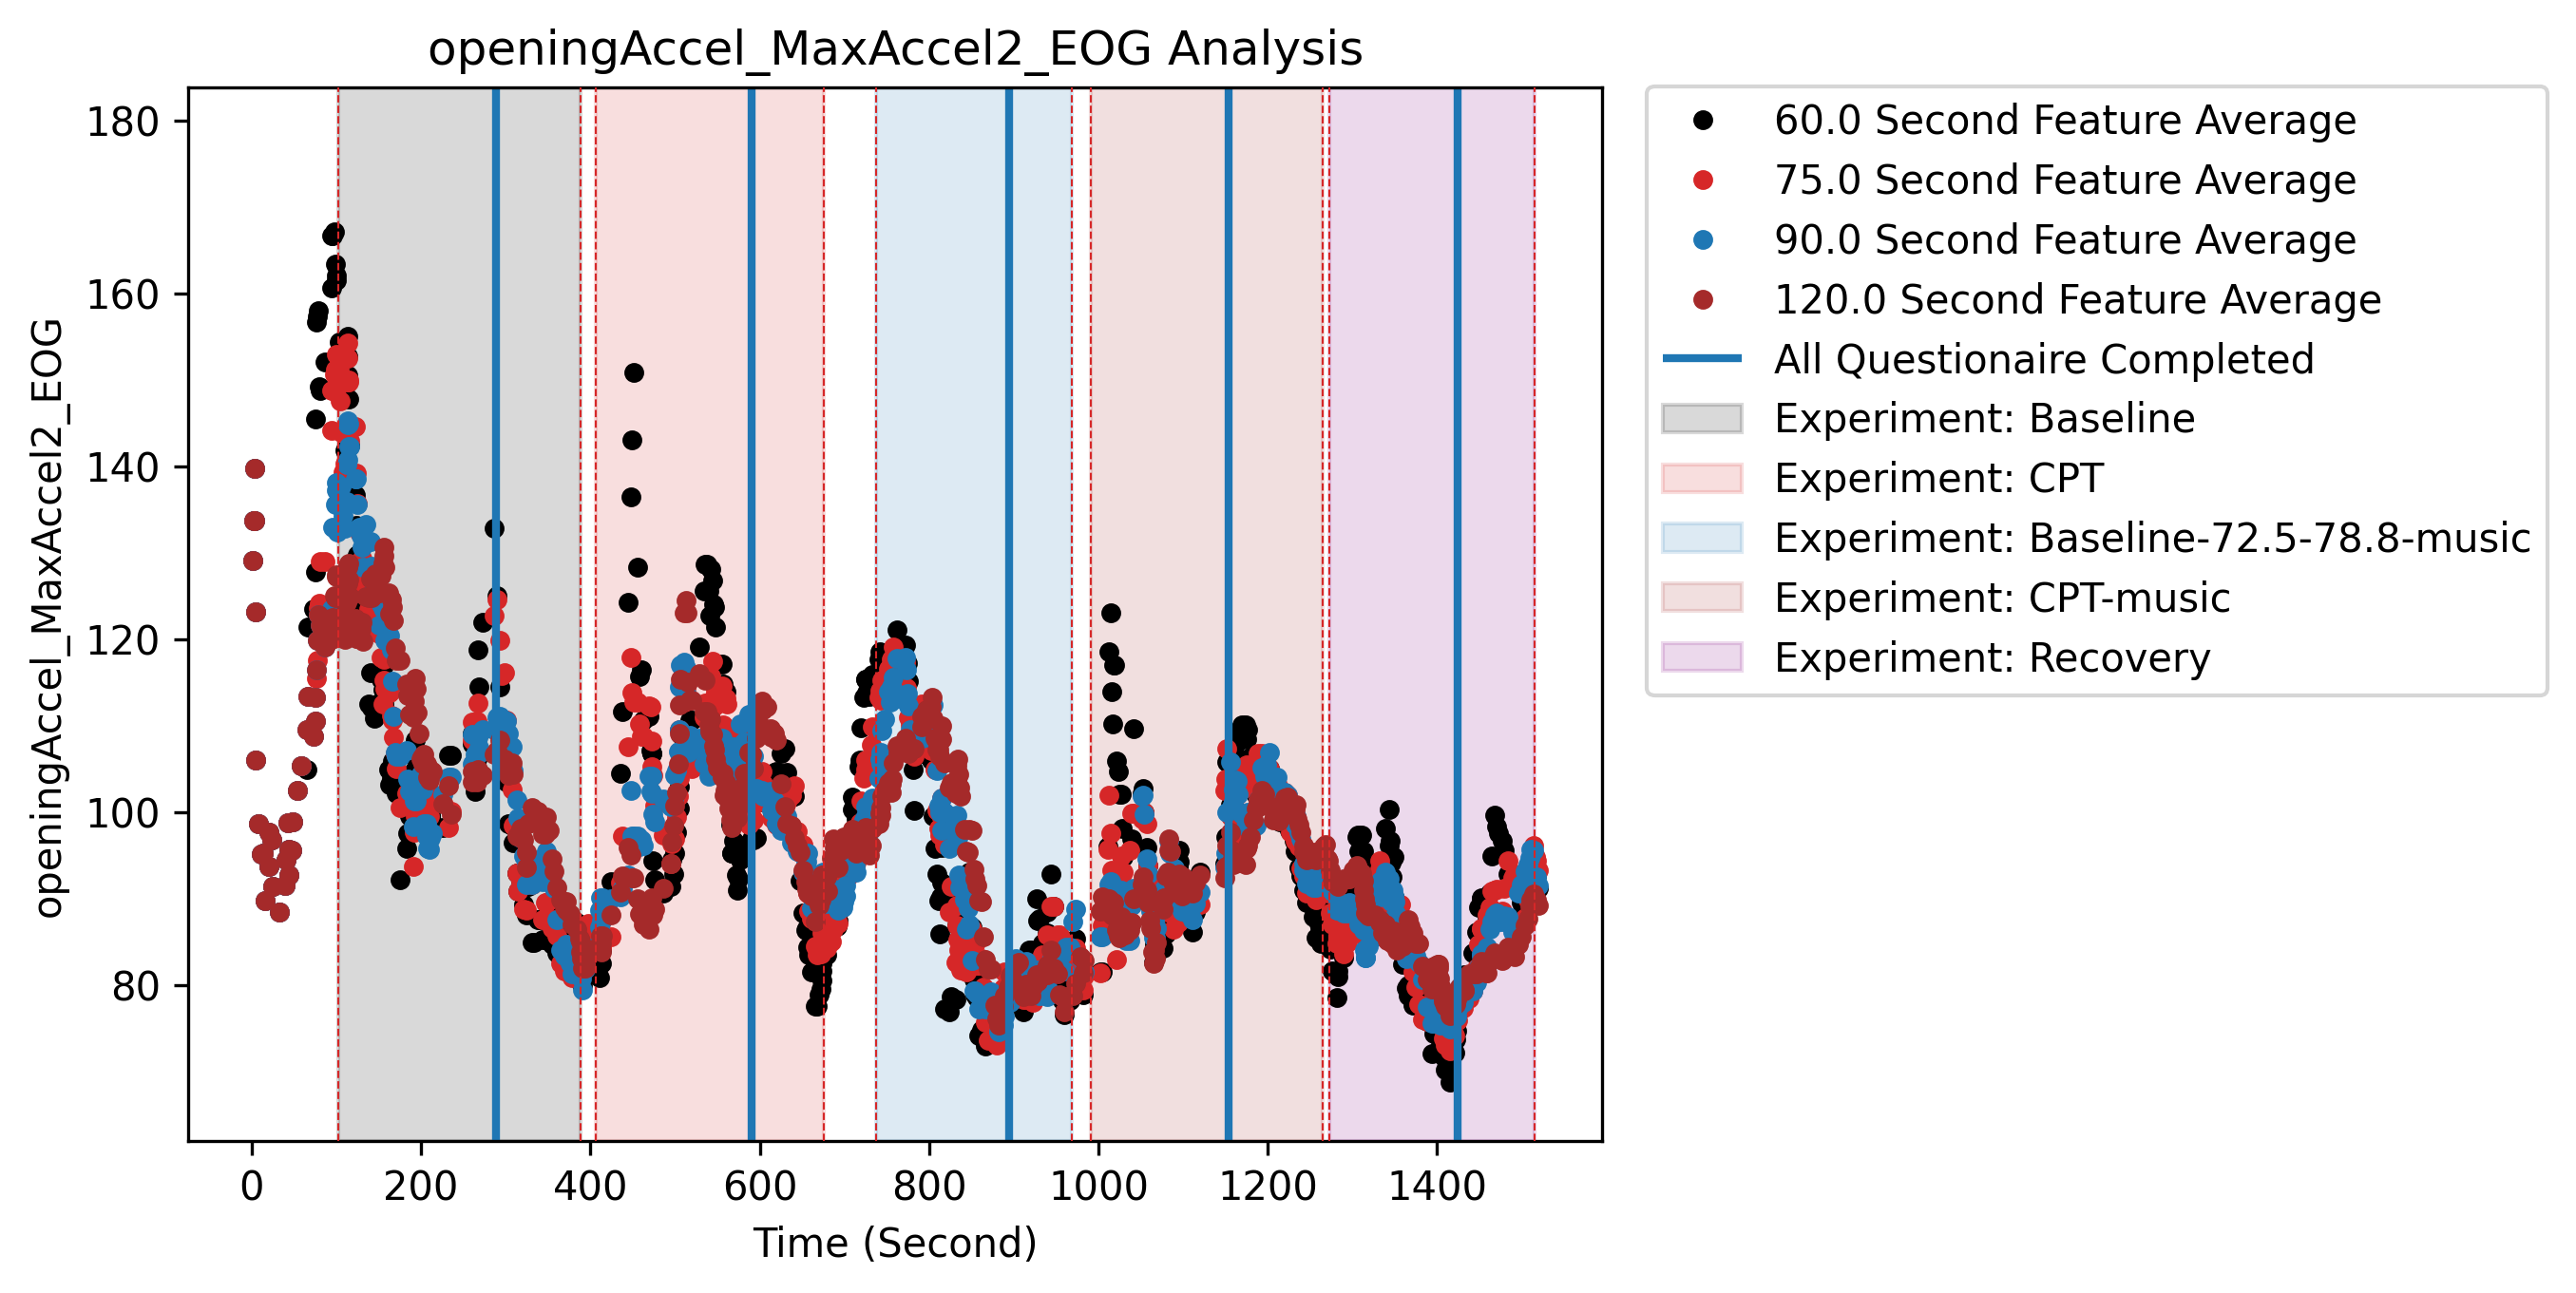 openingAccel_MaxAccel2_EOG Analysis
openingAccel_MaxAccel2_EOG
180
160
140
120
100
80
0 200 400 600 800 1000 1200 1400
Time (Second)
60.0 Second Feature Average
75.0 Second Feature Average
90.0 Second Feature Average
120.0 Second Feature Average
All Questionaire Completed
Experiment: Baseline
Experiment: CPT
Experiment: Baseline-72.5-78.8-music
Experiment: CPT-music
Experiment: Recovery